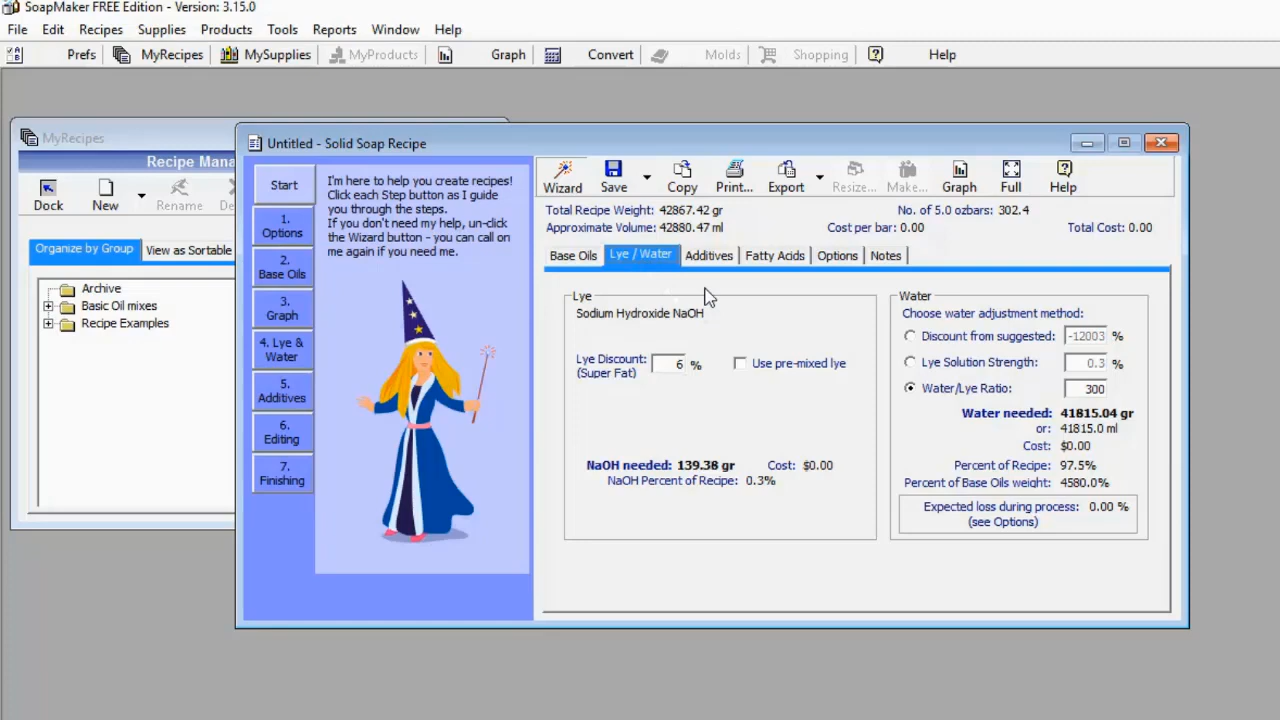 SoapMaker FREE Edition - Version: 3.15.0
File Edit Recipes Supplies Products Tools Reports Window Help
Prefs MyRecipes MySupplies MyProducts Graph Convert Molds Shopping Help
MyRecipes
Recipe Mana
Dock New Rename De
Organize by Group View as Sortable
Archive
Basic Oil mixes
Recipe Examples
Untitled - Solid Soap Recipe
Start
1.
Options
2.
Base Oils
3.
Graph
4. Lye &
Water
5.
Additives
6.
Editing
7.
Finishing
I'm here to help you create recipes!
Click each Step button as I guide
you through the steps.
If you don't need my help, un-click
the Wizard button - you can call on
me again if you need me.
Wizard Save Copy Print... Export Resize... Make... Graph Full Help
Total Recipe Weight: 42867.42 gr No. of 5.0 ozbars: 302.4
Approximate Volume: 42880.47 ml Cost per bar: 0.00 Total Cost: 0.00
Base Oils Lye / Water Additives Fatty Acids Options Notes
Lye
Sodium Hydroxide NaOH
Lye Discount: 6 %
(Super Fat)
Use pre-mixed lye
NaOH needed: 139.38 gr Cost: $0.00
NaOH Percent of Recipe: 0.3%
Water
Choose water adjustment method:
Discount from suggested: -12003 %
Lye Solution Strength: 0.3 %
Water/Lye Ratio: 300
Water needed: 41815.04 gr
or: 41815.0 ml
Cost: $0.00
Percent of Recipe: 97.5%
Percent of Base Oils weight: 4580.0%
Expected loss during process: 0.00 %
(see Options)